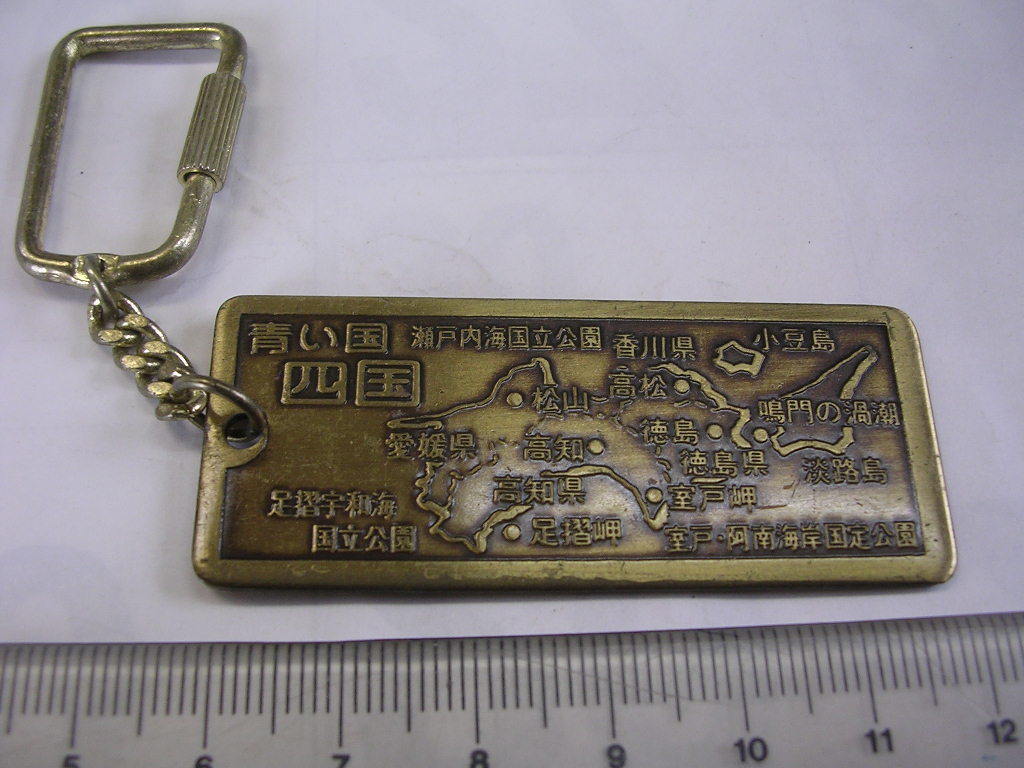 青い国
四国
瀬戸内海国立公園
香川県
小豆島
松山
高松
鳴門の渦潮
愛媛県
高知
徳島
徳島県
淡路島
高知県
室戸岬
足摺宇和海
国立公園
足摺岬
室戸・阿南海岸国定公園
5 6 7 8 9 10 11 12